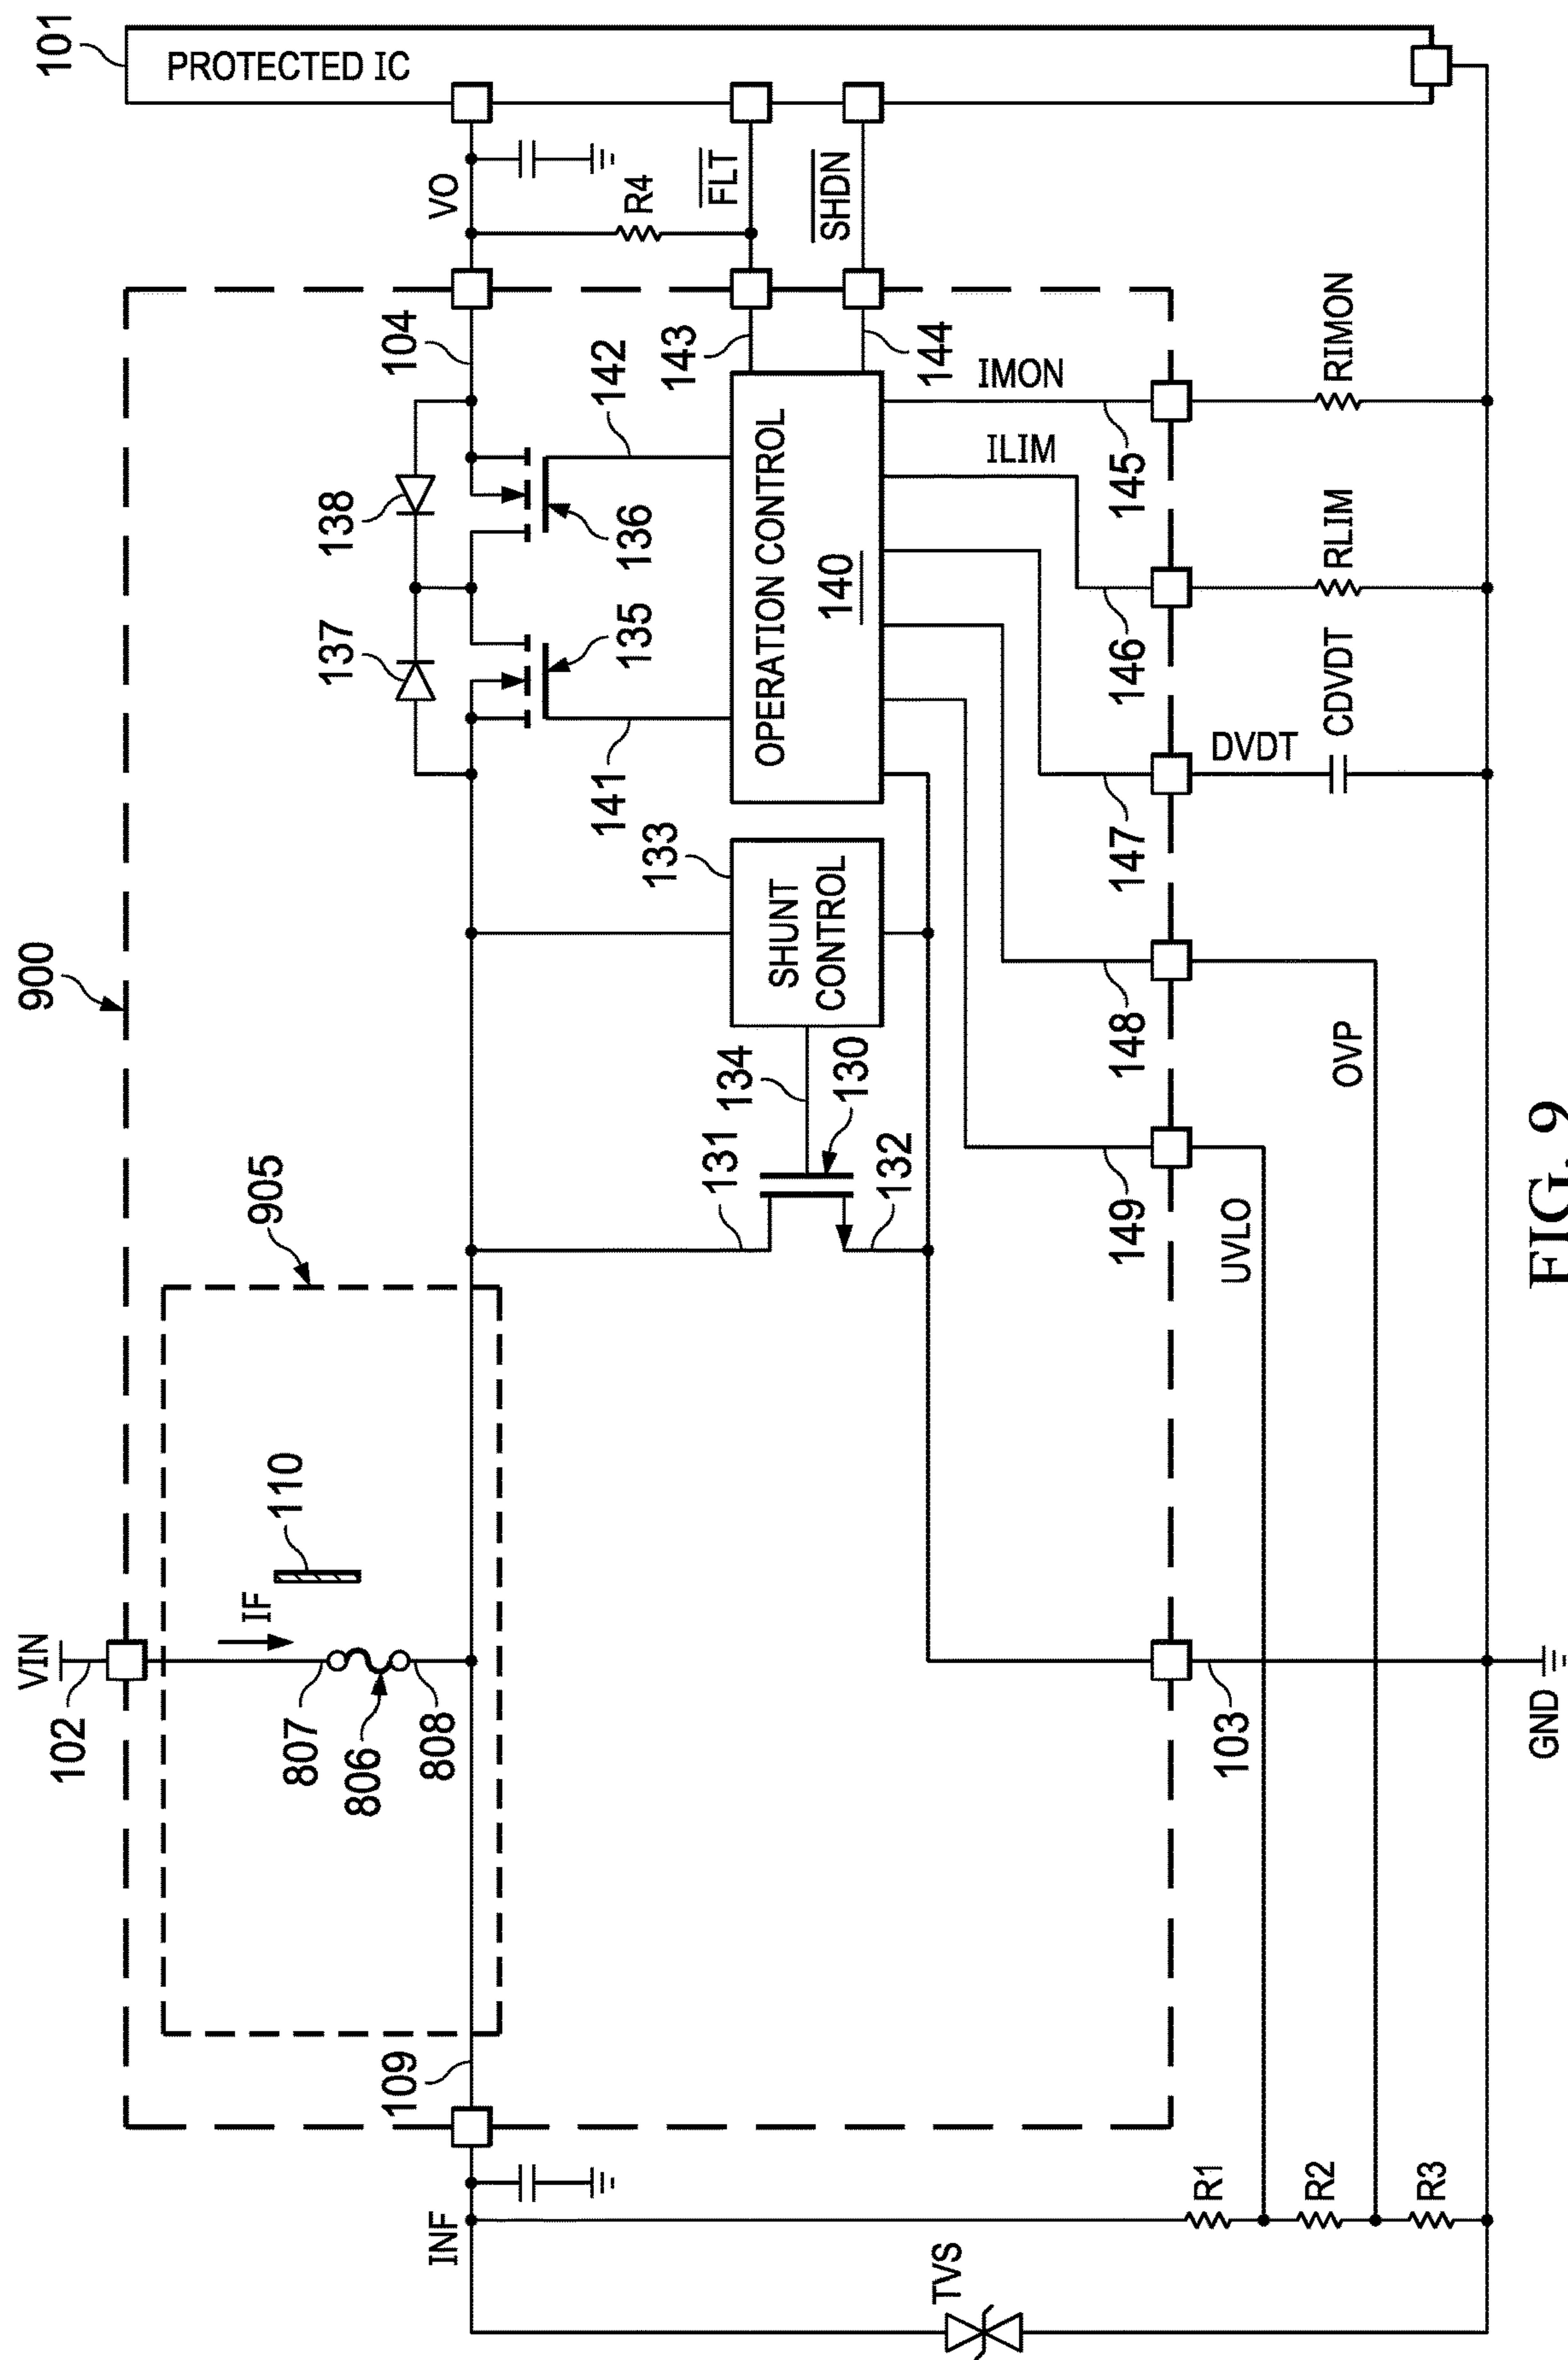 900
101
PROTECTED IC
VIN
102
905
IF
110
807
806
808
109
INF
137
138
104
VO
135
136
141
142
R4
FLT
143
SHDN
144
131
134
133
SHUNT
CONTROL
130
132
OPERATION CONTROL
140
IMON
ILIM
149
148
147
146
145
103
UVLO
OVP
DVDT
CDVDT
RLIM
RIMON
TVS
R1
R2
R3
GND
FIG. 9